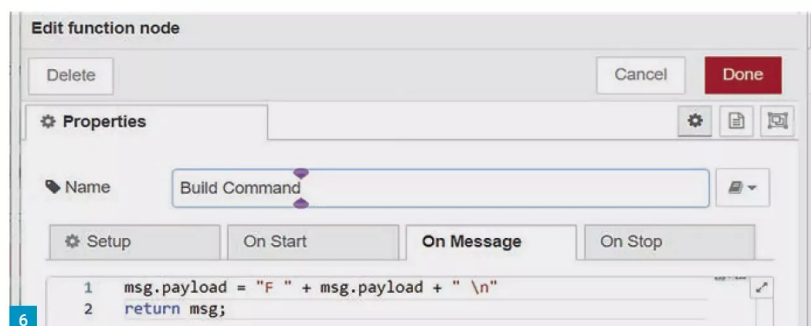 Edit function node
Delete Cancel Done
Properties
Name Build Command
Setup On Start On Message On Stop
1 msg.payload = "F " + msg.payload + " \n"
2 return msg;
6